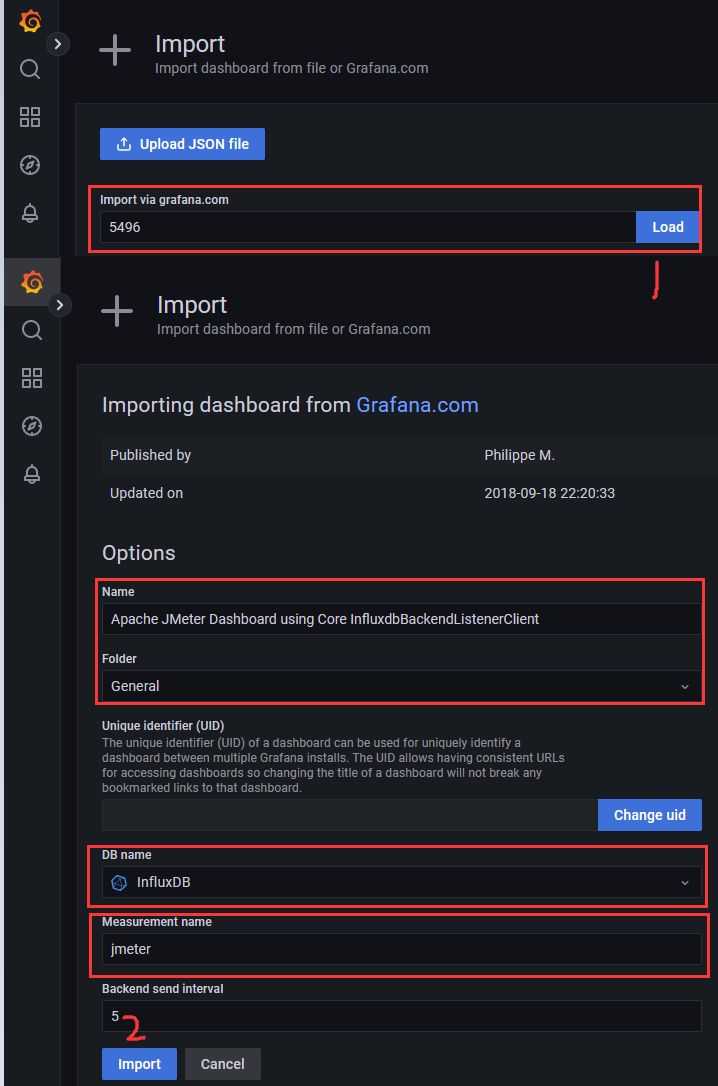 Import
Import dashboard from file or Grafana.com
Upload JSON file
Import via grafana.com
5496 Load
1
Import
Import dashboard from file or Grafana.com
Importing dashboard from Grafana.com
Published by Philippe M.
Updated on 2018-09-18 22:20:33
Options
Name
Apache JMeter Dashboard using Core InfluxdbBackendListenerClient
Folder
General
Unique identifier (UID)
The unique identifier (UID) of a dashboard can be used for uniquely identify a
dashboard between multiple Grafana installs. The UID allows having consistent URLs
for accessing dashboards so changing the title of a dashboard will not break any
bookmarked links to that dashboard.
Change uid
DB name
InfluxDB
Measurement name
jmeter
Backend send interval
5
2
Import Cancel